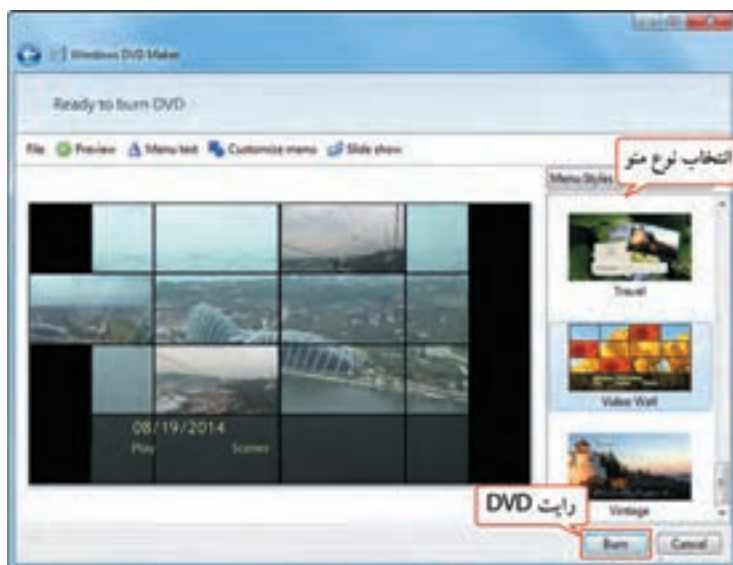 Windows DVD Maker
Ready to burn DVD
File Preview Menu text Customize menu Slide show
انتخاب نوع منو
Menu Styles
Travel
Video Wall
08/19/2014
Play Scenes
Vintage
رایت DVD
Burn Cancel